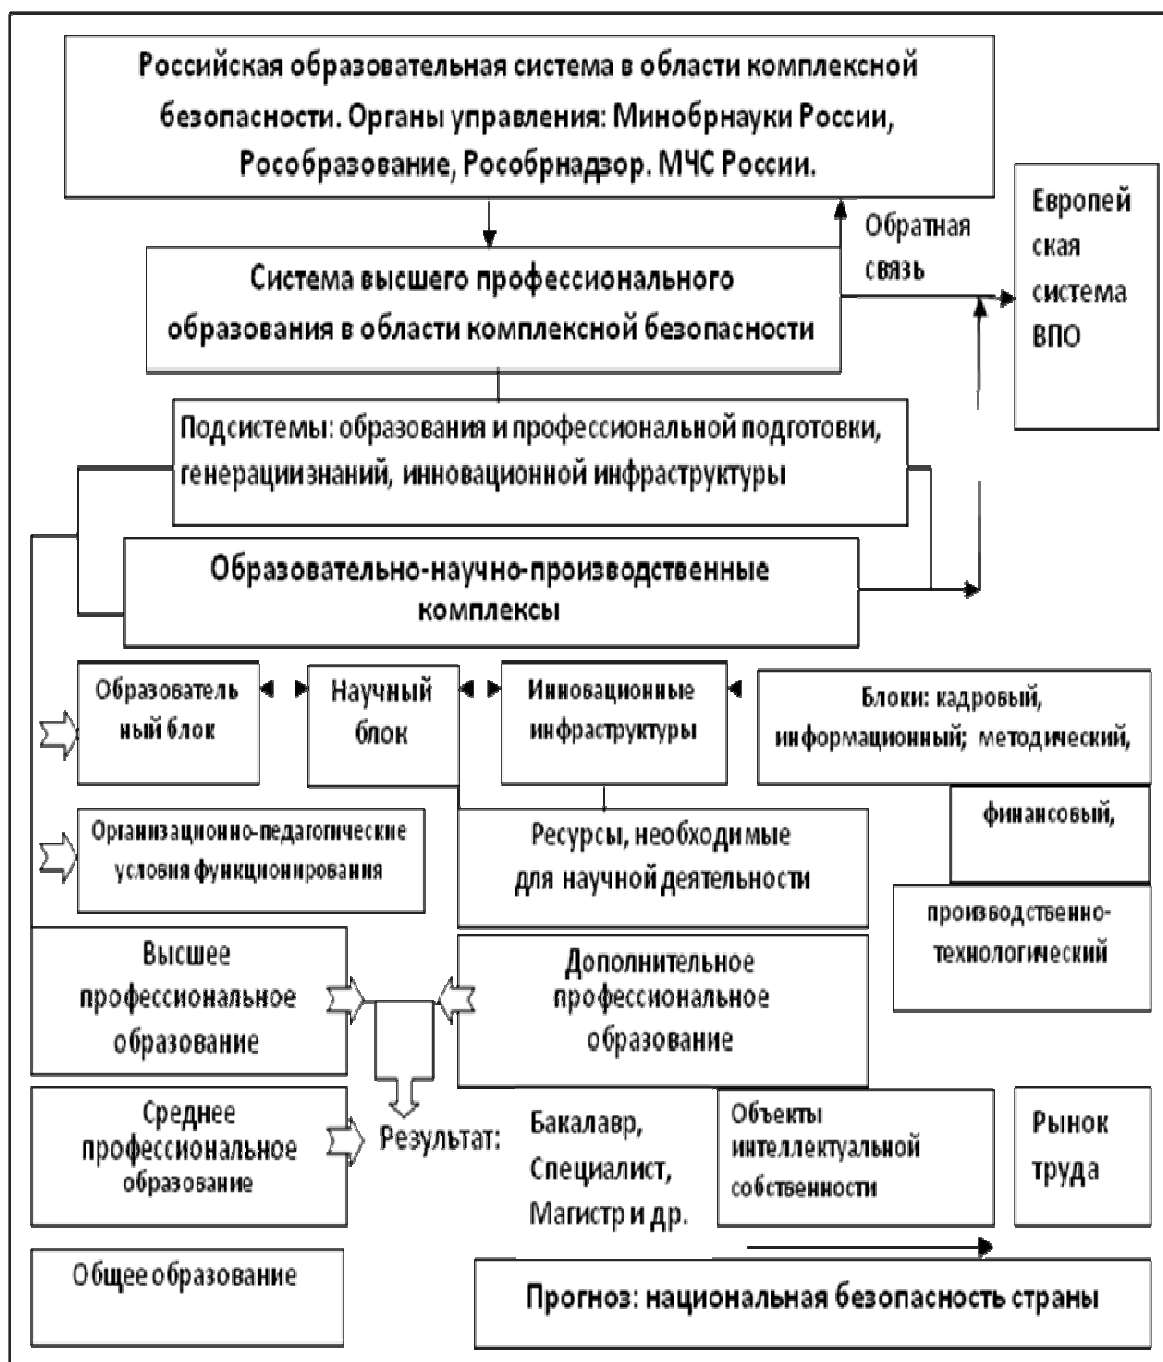 Российская образовательная система в области комплексной
безопасности. Органы управления: Минобрнауки России,
Рособразование, Рособрнадзор. МЧС России.
Обратная
связь
Европей
ская
система
ВПО
Система высшего профессионального
образования в области комплексной безопасности
Подсистемы: образования и профессиональной подготовки,
генерации знаний, инновационной инфраструктуры
Образовательно-научно-производственные
комплексы
Образователь
ный блок
Научный
блок
Инновационные
инфраструктуры
Блоки: кадровый,
информационный; методический,
финансовый,
производственно-
технологический
Организационно-педагогические
условия функционирования
Ресурсы, необходимые
для научной деятельности
Высшее
профессиональное
образование
Дополнительное
профессиональное
образование
Среднее
профессиональное
образование
Результат:
Бакалавр,
Специалист,
Магистр и др.
Объекты
интеллектуальной
собственности
Рынок
труда
Общее образование
Прогноз: национальная безопасность страны